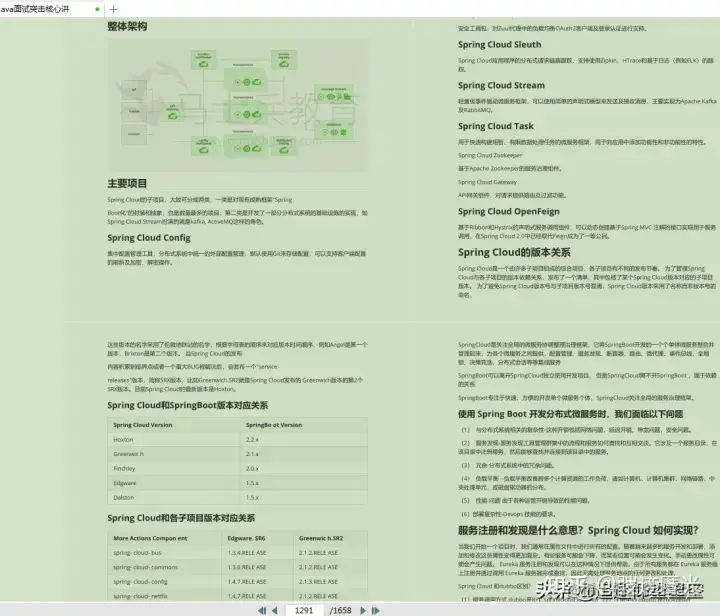 ava面试突击核心讲
整体架构
主要项目
Spring Cloud的子项目，大致可分成两类，一类是对现有成熟框架"Spring
Boot化"的封装和抽象，也是数量最多的项目；第二类是开发了一部分分布式系统的基础设施的实现，如
Spring Cloud Stream扮演的就是kafka, ActiveMQ这样的角色。
Spring Cloud Config
集中配置管理工具，分布式系统中统一的外部配置管理，默认使用Git来存储配置，可以支持客户端配置
的刷新及加密、解密操作。
安全工具包，对Zuul代理中的负载均衡OAuth2客户端及登录认证进行支持。
Spring Cloud Sleuth
Spring Cloud应用程序的分布式请求链路跟踪，支持使用Zipkin、HTrace和基于日志（例如ELK）的跟
踪。
Spring Cloud Stream
轻量级事件驱动微服务框架，可以使用简单的声明式模型来发送及接收消息，主要实现为Apache Kafka
及RabbitMQ。
Spring Cloud Task
用于快速构建短暂、有限数据处理任务的微服务框架，用于向应用中添加功能性和非功能性的特性。
Spring Cloud Zookeeper
基于Apache Zookeeper的服务治理组件。
Spring Cloud Gateway
API网关组件，对请求提供路由及过滤功能。
Spring Cloud OpenFeign
基于Ribbon和Hystrix的声明式服务调用组件，可以动态创建基于Spring MVC 注解的接口实现用于服务
调用，在Spring Cloud 2.0中已经取代Feign成为了一等公民。
Spring Cloud的版本关系
Spring Cloud是一个由许多子项目组成的综合项目，各子项目有不同的发布节奏。 为了管理Spring
Cloud与各子项目的版本依赖关系，发布了一个清单，其中包括了某个Spring Cloud版本对应的子项目
版本。 为了避免Spring Cloud版本号与子项目版本号混淆，Spring Cloud版本采用了名称而非版本号的
命名，
这些版本的名字采用了伦敦地铁站的名字，根据字母表的顺序来对应版本时间顺序，例如Angel是第一个
版本，Brixton是第二个版本。 当Spring Cloud的发布
内容积累到临界点或者一个重大BUG被解决后，会发布一个"service
releases"版本，简称SRX版本，比如Greenwich.SR2就是Spring Cloud发布的 Greenwich版本的第2个
SRX版本。目前Spring Cloud的最新版本是Hoxton。
Spring Cloud和SpringBoot版本对应关系
Spring Cloud Version SpringBo ot Version
Hoxton 2.2.x
Greenwic h 2.1.x
Finchley 2.0.x
Edgware 1.5.x
Dalston 1.5.x
Spring Cloud和各子项目版本对应关系
More Actions Compon ent Edgware. SR6 Greenwic h.SR2
spring- cloud-bus 1.3.4.RELE ASE 2.1.2.RELE ASE
spring- cloud-commons 1.3.6.RELE ASE 2.1.2.RELE ASE
spring- cloud-config 1.4.7.RELE ASE 2.1.3.RELE ASE
SpringCloud是关注全局的微服务协调整理治理框架，它将SpringBoot开发的一个个单体微服务整合并
管理起来，为各个微服务之间提供，配置管理、服务发现、断路器、路由、微代理、事件总线、全局
锁、决策竞选、分布式会话等等集成服务
SpringBoot可以离开SpringCloud独立使用开发项目， 但是SpringCloud离不开SpringBoot ，属于依赖
的关系
SpringBoot专注于快速、方便的开发单个微服务个体，SpringCloud关注全局的服务治理框架。
使用 Spring Boot 开发分布式微服务时，我们面临以下问题
（1） 与分布式系统相关的复杂性-这种开销包括网络问题，延迟开销，带宽问题，安全问题。
（2） 服务发现-服务发现工具管理群集中的流程和服务如何查找和互相交谈。它涉及一个服务目录，在
该目录中注册服务，然后能够查找并连接到该目录中的服务。
（3） 冗余-分布式系统中的冗余问题。
（4） 负载平衡 --负载平衡改善跨多个计算资源的工作负荷，诸如计算机，计算机集群，网络链路，中
央处理单元，或磁盘驱动器的分布。
（5） 性能-问题 由于各种运营开销导致的性能问题。
（6）部署复杂性-Devops 技能的要求。
服务注册和发现是什么意思？Spring Cloud 如何实现？
当我们开始一个项目时，我们通常在属性文件中进行所有的配置。随着越来越多的服务开发和部署，添
加和修改这些属性变得更加复杂。有些服务可能会下降，而某些位置可能会发生变化。手动更改属性可
能会产生问题。 Eureka 服务注册和发现可以在这种情况下提供帮助。由于所有服务都在 Eureka 服务器
1291 /1658